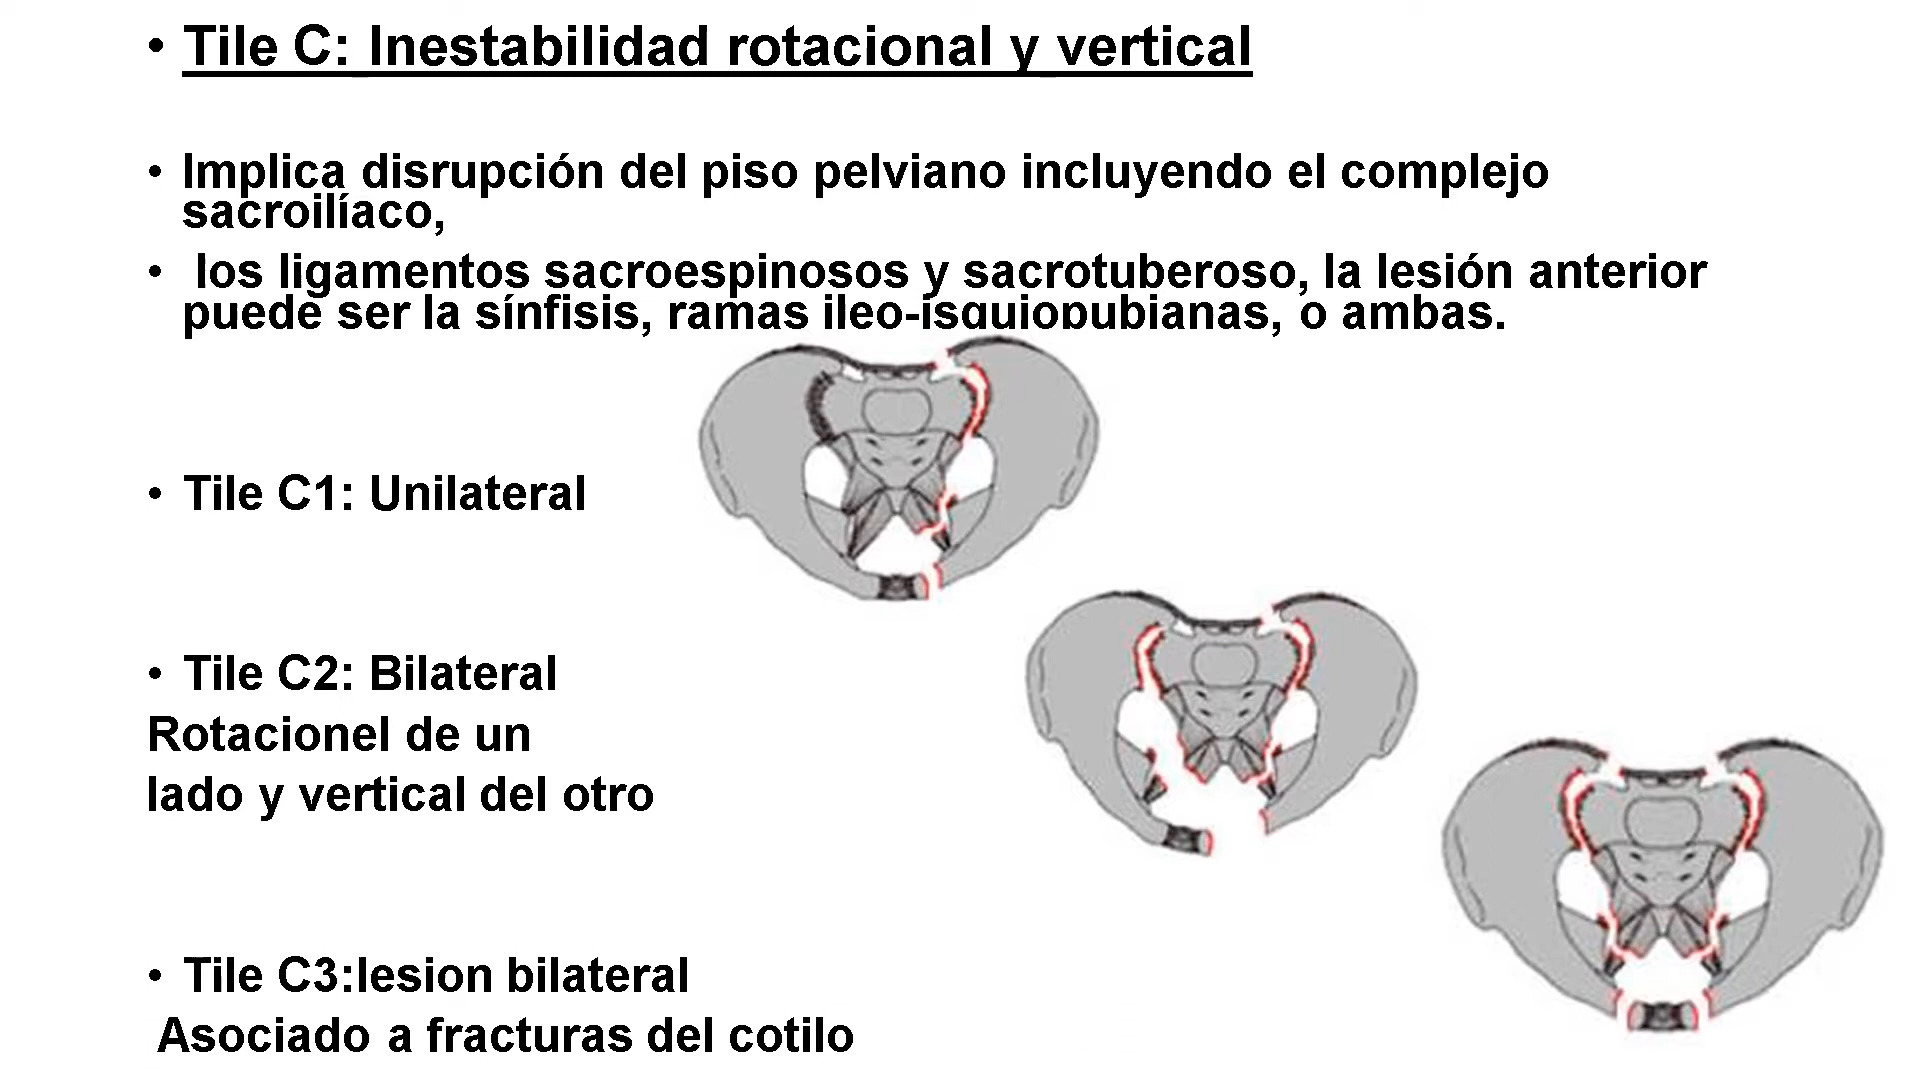 • Tile C: Inestabilidad rotacional y vertical
• Implica disrupción del piso pelviano incluyendo el complejo
sacroilíaco,
• los ligamentos sacroespinosos y sacrotuberoso, la lesión anterior
puede ser la sínfisis, ramas ileo-isquiopubianas, o ambas.
• Tile C1: Unilateral
• Tile C2: Bilateral
Rotacionel de un
lado y vertical del otro
• Tile C3:lesion bilateral
Asociado a fracturas del cotilo